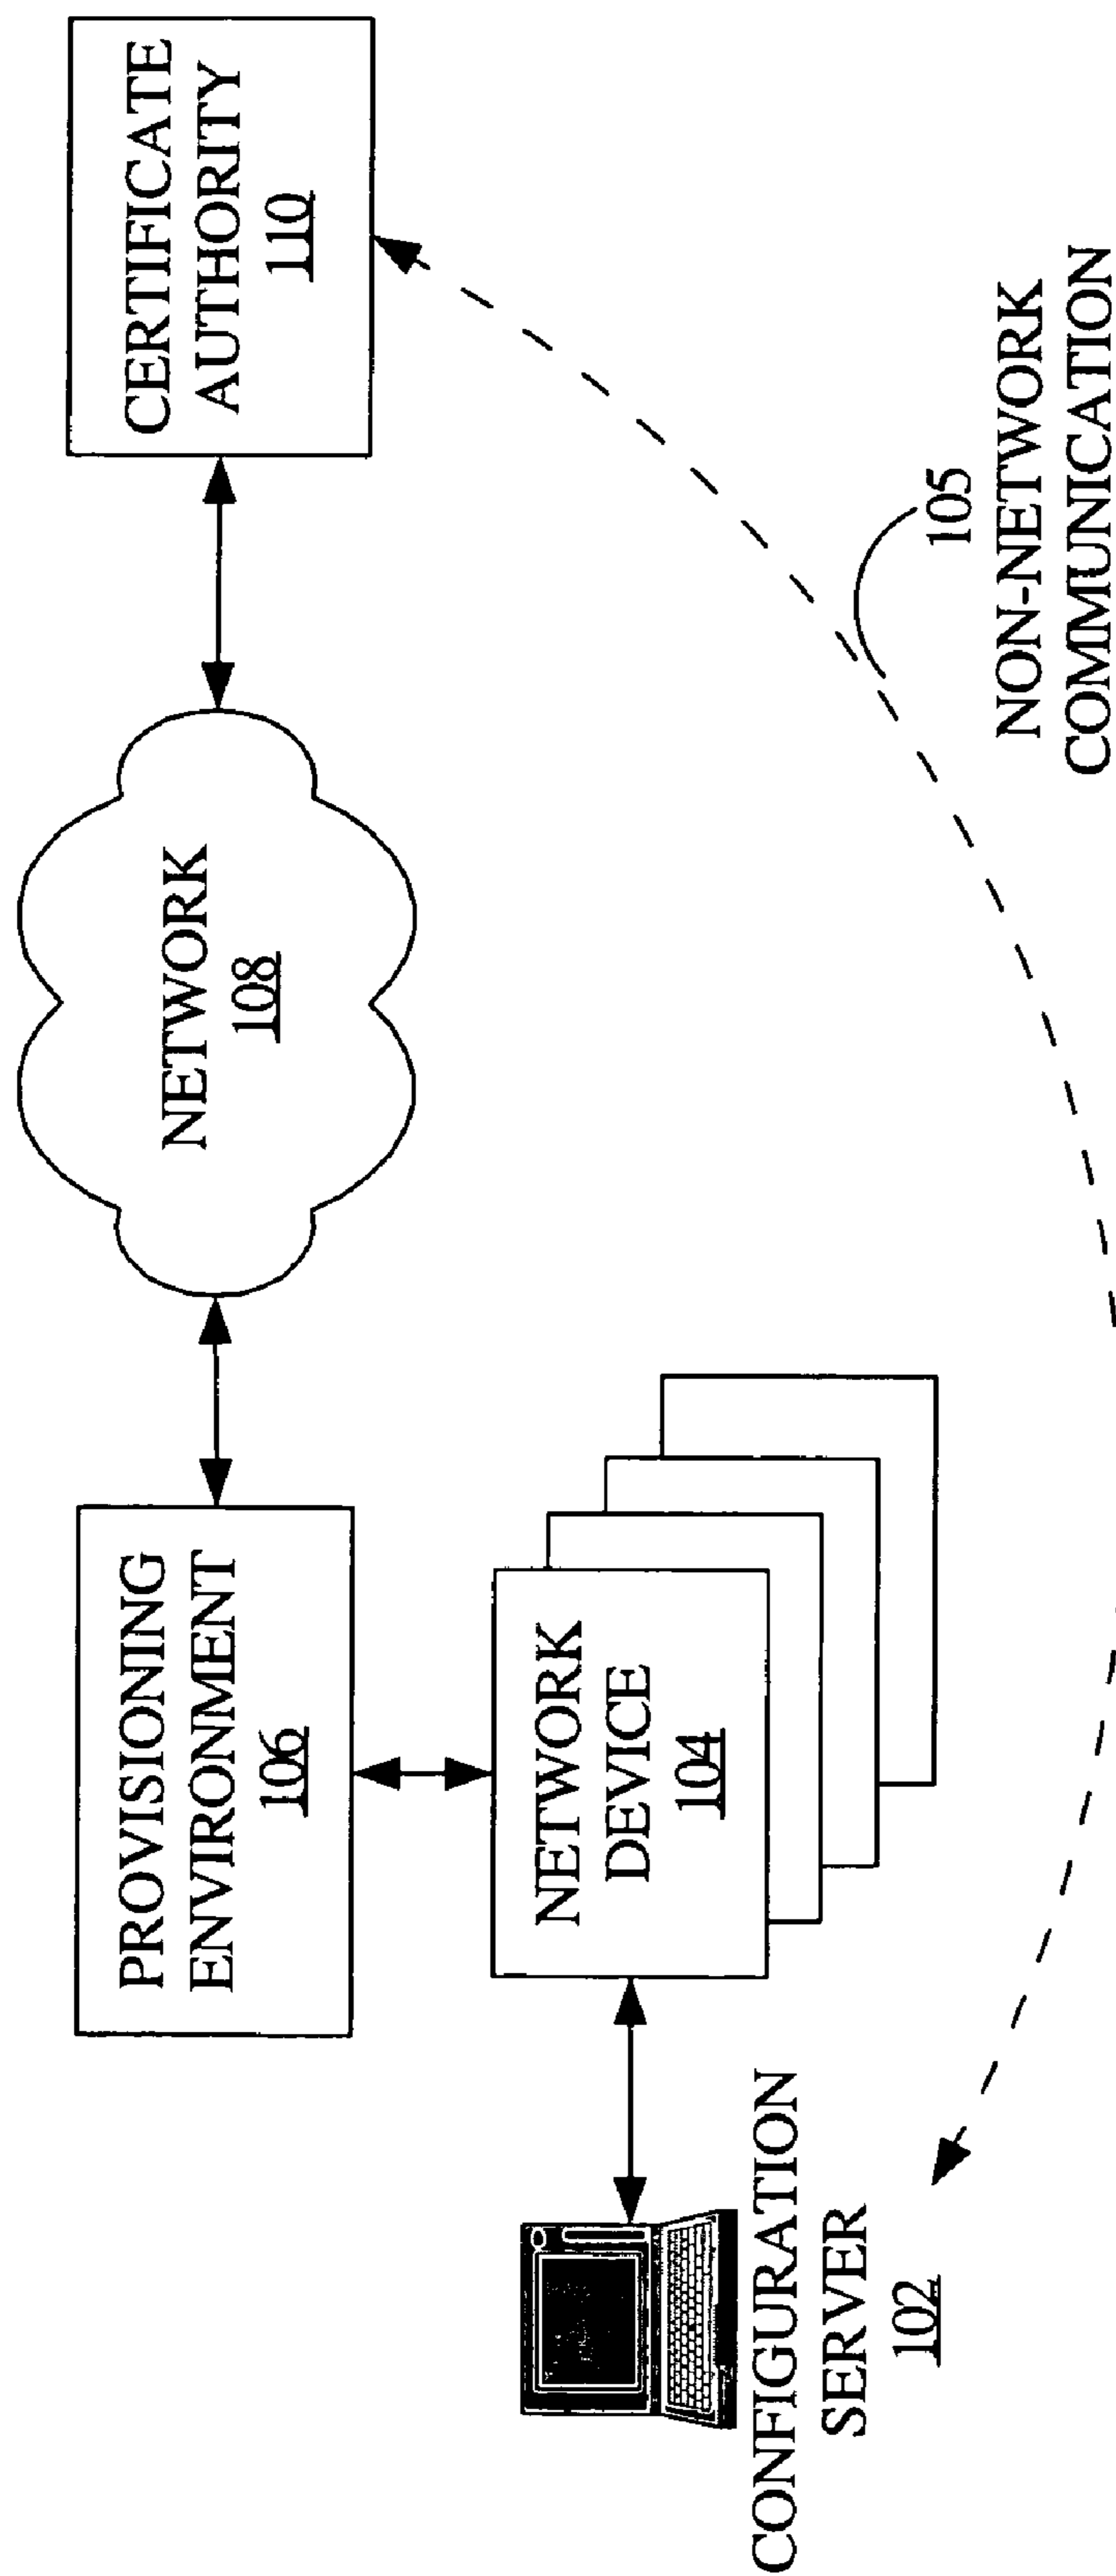 PROVISIONING
ENVIRONMENT
106
NETWORK
108
CERTIFICATE
AUTHORITY
110
NETWORK
DEVICE
104
CONFIGURATION
SERVER
102
105
NON-NETWORK
COMMUNICATION